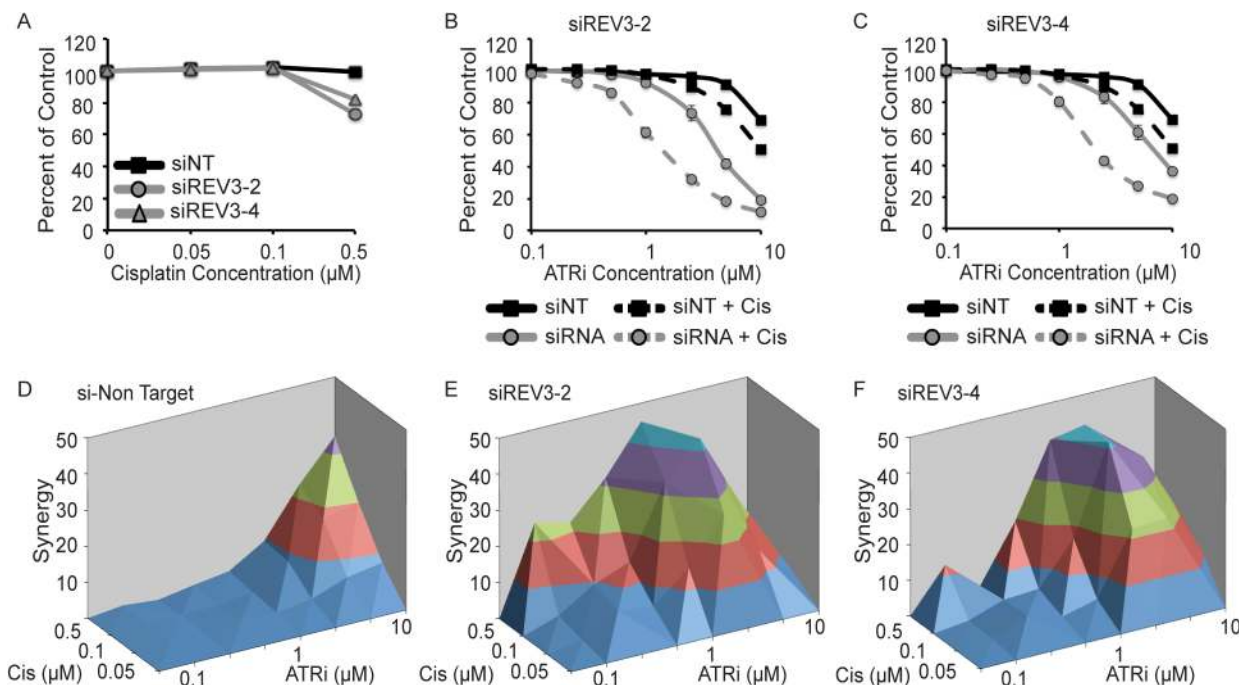 A
120
100
80
60
40
20
0
Percent of Control
siNT
siREV3-2
siREV3-4
0 0.05 0.1 0.5
Cisplatin Concentration (µM)
B siREV3-2
120
100
80
60
40
20
0
Percent of Control
0.1 1 10
ATRi Concentration (µM)
siNT siNT + Cis
siRNA siRNA + Cis
C siREV3-4
120
100
80
60
40
20
0
Percent of Control
0.1 1 10
ATRi Concentration (µM)
siNT siNT + Cis
siRNA siRNA + Cis
D si-Non Target
50
40
30
20
10
Synergy
0.5
0.1
0.05
Cis (µM)
0.1 1 10
ATRi (µM)
E siREV3-2
50
40
30
20
10
Synergy
0.5
0.1
0.05
Cis (µM)
0.1 1 10
ATRi (µM)
F siREV3-4
50
40
30
20
10
Synergy
0.5
0.1
0.05
Cis (µM)
0.1 1 10
ATRi (µM)